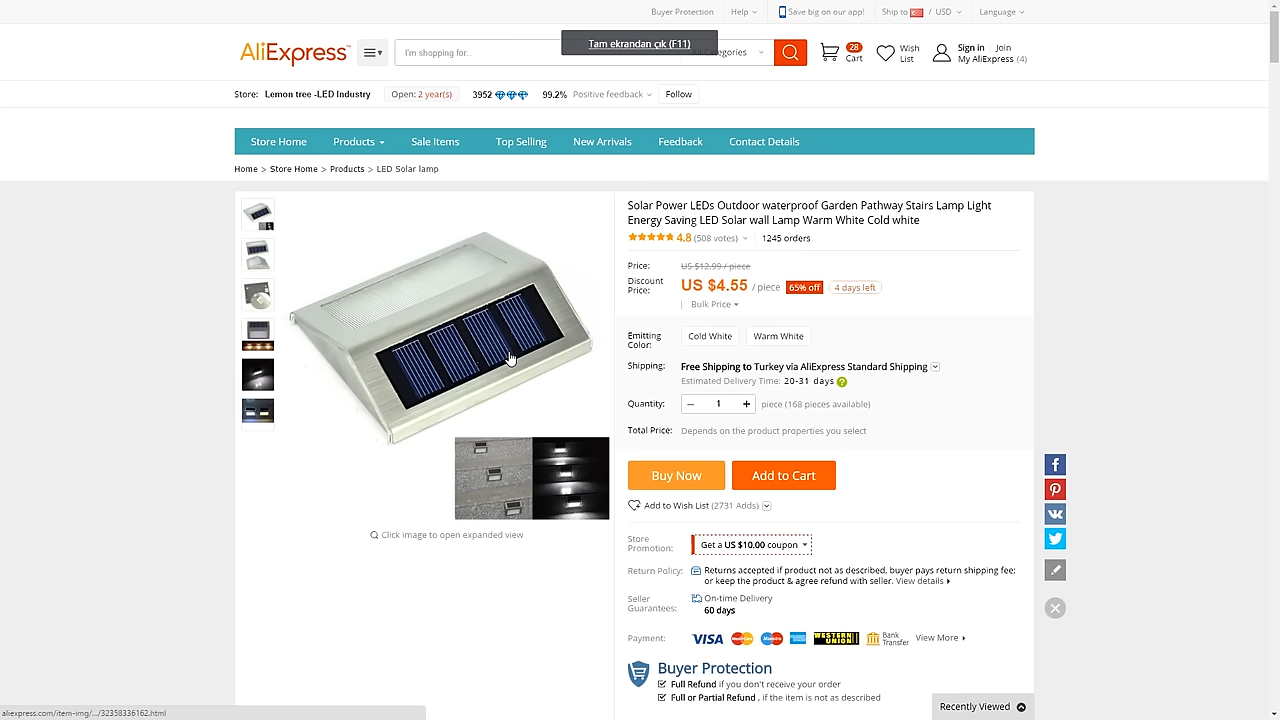 Buyer Protection
Help
Save big on our app!
Ship to / USD
Language
Tam ekrandan çık (F11)
AliExpress™
I'm shopping for...
28
Cart
Wish
List
Sign in Join
My AliExpress (4)
Store: Lemon tree -LED Industry
Open: 2 year(s)
3952
99.2% Positive feedback
Follow
Store Home
Products
Sale Items
Top Selling
New Arrivals
Feedback
Contact Details
Home > Store Home > Products > LED Solar lamp
Solar Power LEDs Outdoor waterproof Garden Pathway Stairs Lamp Light
Energy Saving LED Solar wall Lamp Warm White Cold white
4.8 (508 votes) 1245 orders
Price: US $12.99 / piece
Discount
Price:
US $4.55 / piece 65% off 4 days left
Bulk Price
Emitting
Color:
Cold White
Warm White
Shipping: Free Shipping to Turkey via AliExpress Standard Shipping
Estimated Delivery Time: 20-31 days ?
Quantity: – 1 + piece (168 pieces available)
Total Price: Depends on the product properties you select
Buy Now
Add to Cart
Add to Wish List (2731 Adds)
Click image to open expanded view
Store
Promotion:
Get a US $10.00 coupon
Return Policy: Returns accepted if product not as described, buyer pays return shipping fee;
or keep the product & agree refund with seller. View details
Seller
Guarantees:
On-time Delivery
60 days
Payment: VISA MasterCard Maestro WESTERN UNION Bank
Transfer
View More
Buyer Protection
Full Refund if you don't receive your order
Full or Partial Refund , if the item is not as described
Recently Viewed
aliexpress.com/item-img/.../32358336162.html